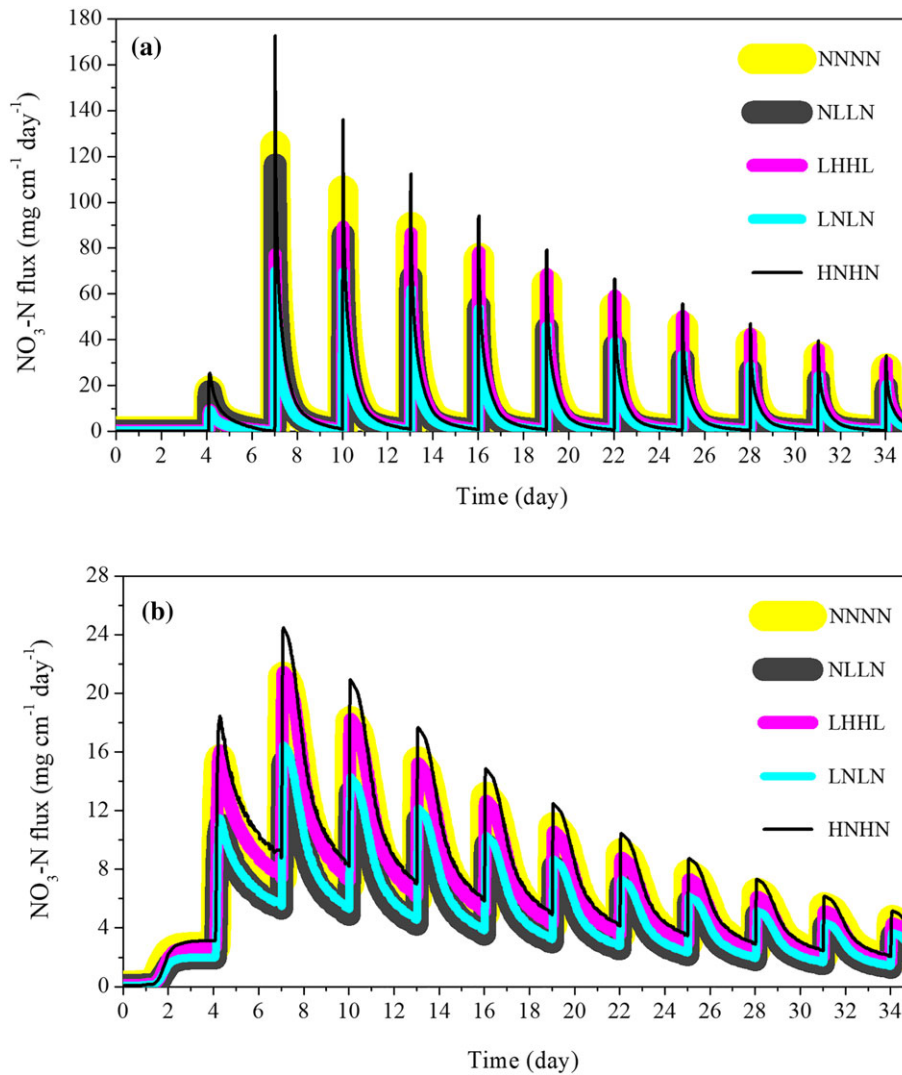 (a)
NO₃-N flux (mg cm⁻¹ day⁻¹)
180
160
140
120
100
80
60
40
20
0
NNNN
NLLN
LHHL
LNLN
HNHN
0 2 4 6 8 10 12 14 16 18 20 22 24 26 28 30 32 34
Time (day)
(b)
NO₃-N flux (mg cm⁻¹ day⁻¹)
28
24
20
16
12
8
4
0
NNNN
NLLN
LHHL
LNLN
HNHN
0 2 4 6 8 10 12 14 16 18 20 22 24 26 28 30 32 34
Time (day)